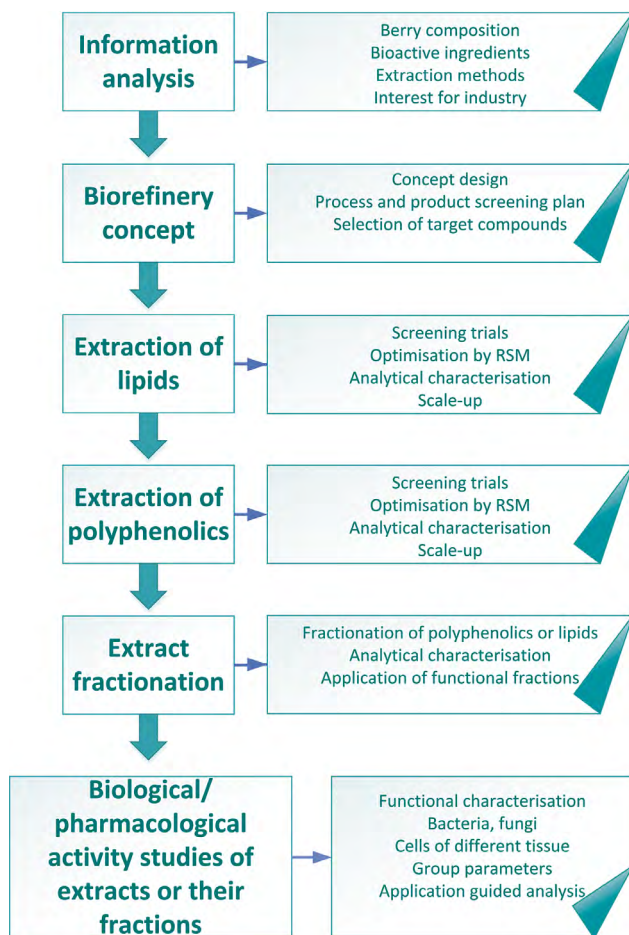 Information
analysis
Berry composition
Bioactive ingredients
Extraction methods
Interest for industry
Biorefinery
concept
Concept design
Process and product screening plan
Selection of target compounds
Extraction of
lipids
Screening trials
Optimisation by RSM
Analytical characterisation
Scale-up
Extraction of
polyphenolics
Screening trials
Optimisation by RSM
Analytical characterisation
Scale-up
Extract
fractionation
Fractionation of polyphenolics or lipids
Analytical characterisation
Application of functional fractions
Biological/
pharmacological
activity studies of
extracts or their
fractions
Functional characterisation
Bacteria, fungi
Cells of different tissue
Group parameters
Application guided analysis